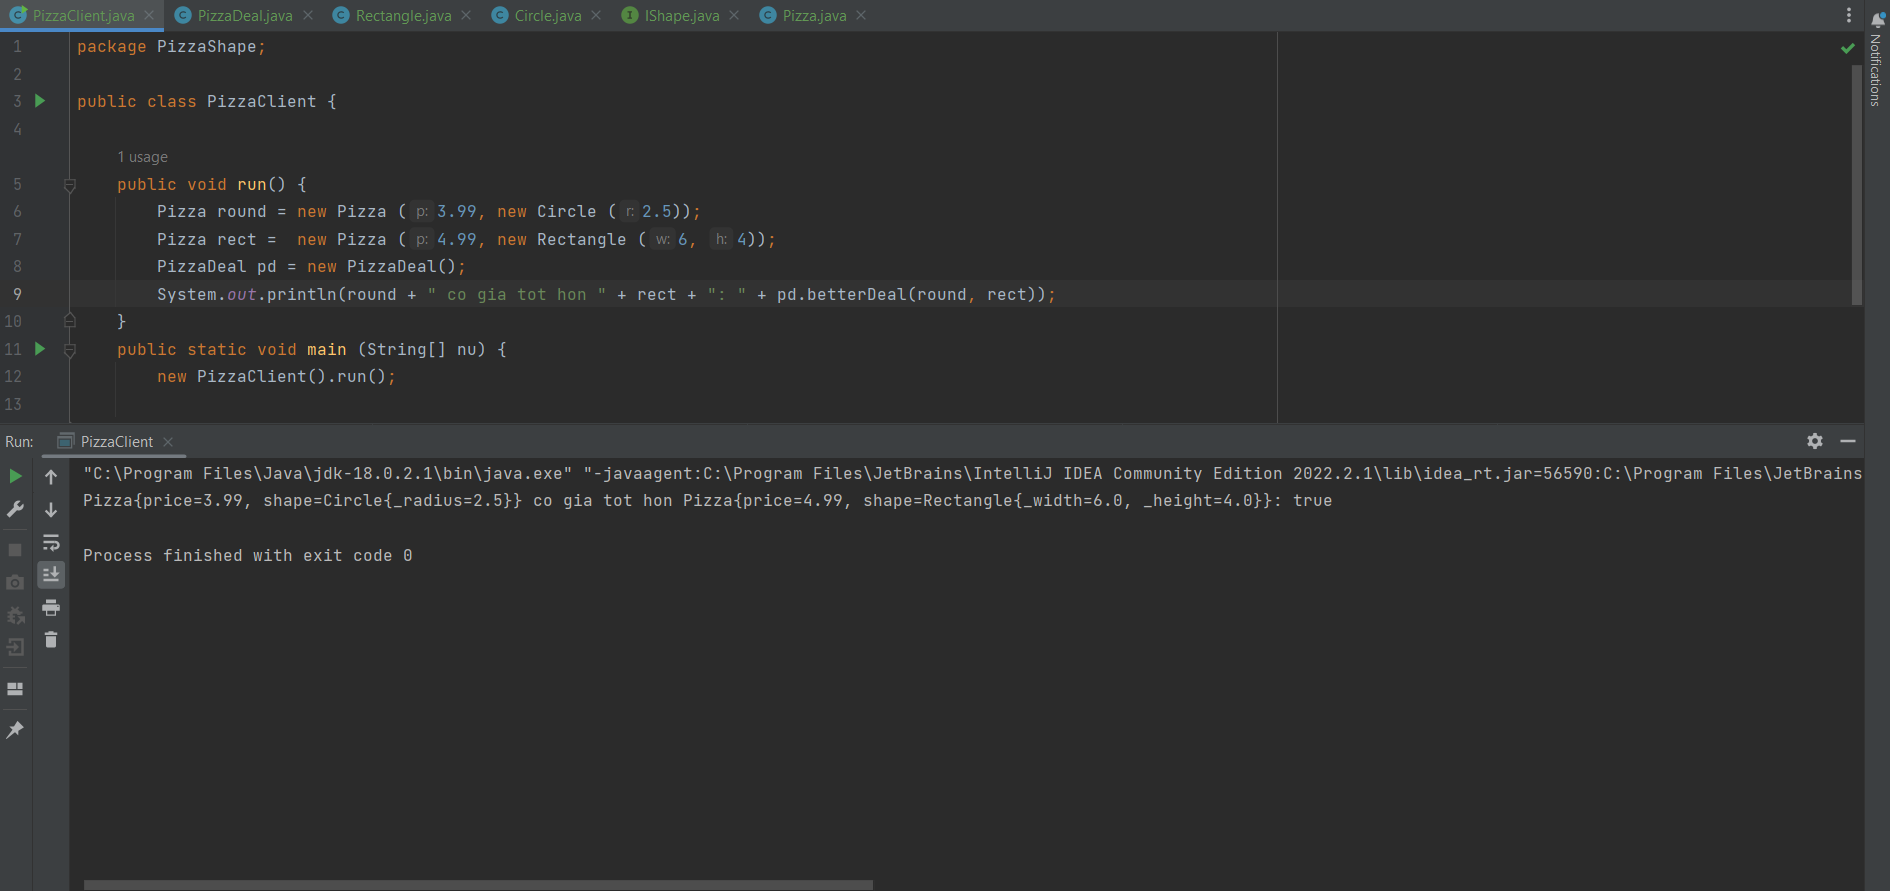 PizzaClient.java PizzaDeal.java Rectangle.java Circle.java IShape.java Pizza.java
Notifications
1 package PizzaShape;
2
3 public class PizzaClient {
4
1 usage
5 public void run() {
6 Pizza round = new Pizza ( p: 3.99, new Circle ( r: 2.5));
7 Pizza rect =  new Pizza ( p: 4.99, new Rectangle ( w: 6, h: 4));
8 PizzaDeal pd = new PizzaDeal();
9 System.out.println(round + " co gia tot hon " + rect + ": " + pd.betterDeal(round, rect));
10 }
11 public static void main (String[] nu) {
12 new PizzaClient().run();
13
Run: PizzaClient
"C:\Program Files\Java\jdk-18.0.2.1\bin\java.exe" "-javaagent:C:\Program Files\JetBrains\IntelliJ IDEA Community Edition 2022.2.1\lib\idea_rt.jar=56590:C:\Program Files\JetBrains
Pizza{price=3.99, shape=Circle{_radius=2.5}} co gia tot hon Pizza{price=4.99, shape=Rectangle{_width=6.0, _height=4.0}}: true
Process finished with exit code 0